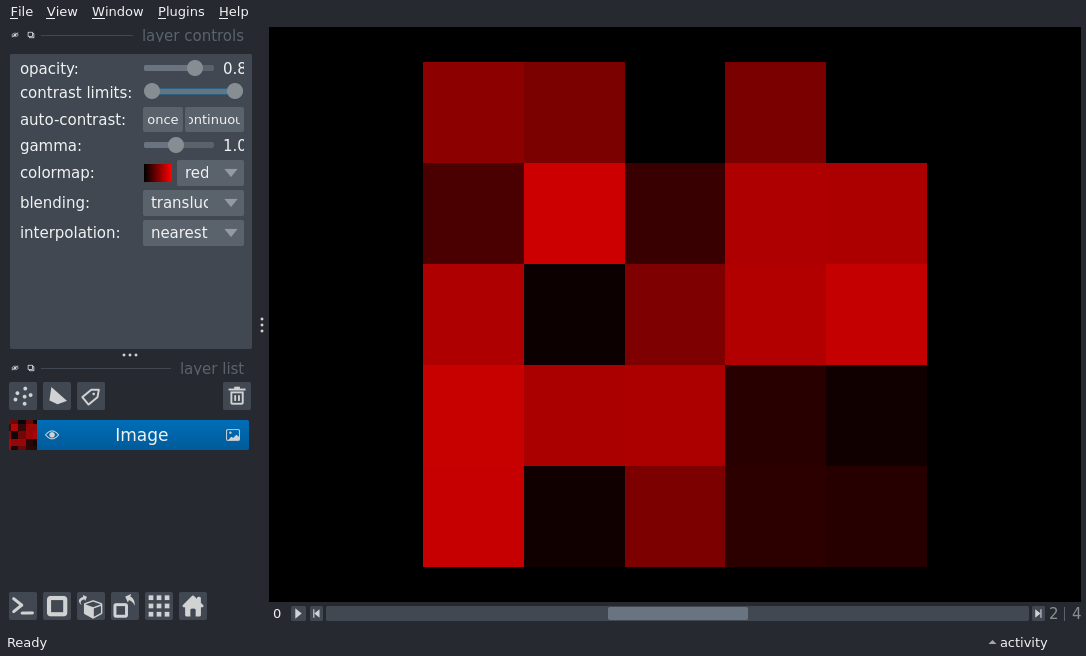 File View Window Plugins Help
layer controls
opacity: 0.8
contrast limits:
auto-contrast: once ontinuou
gamma: 1.0
colormap: red
blending: transluc
interpolation: nearest
layer list
Image
0 2 | 4
Ready activity